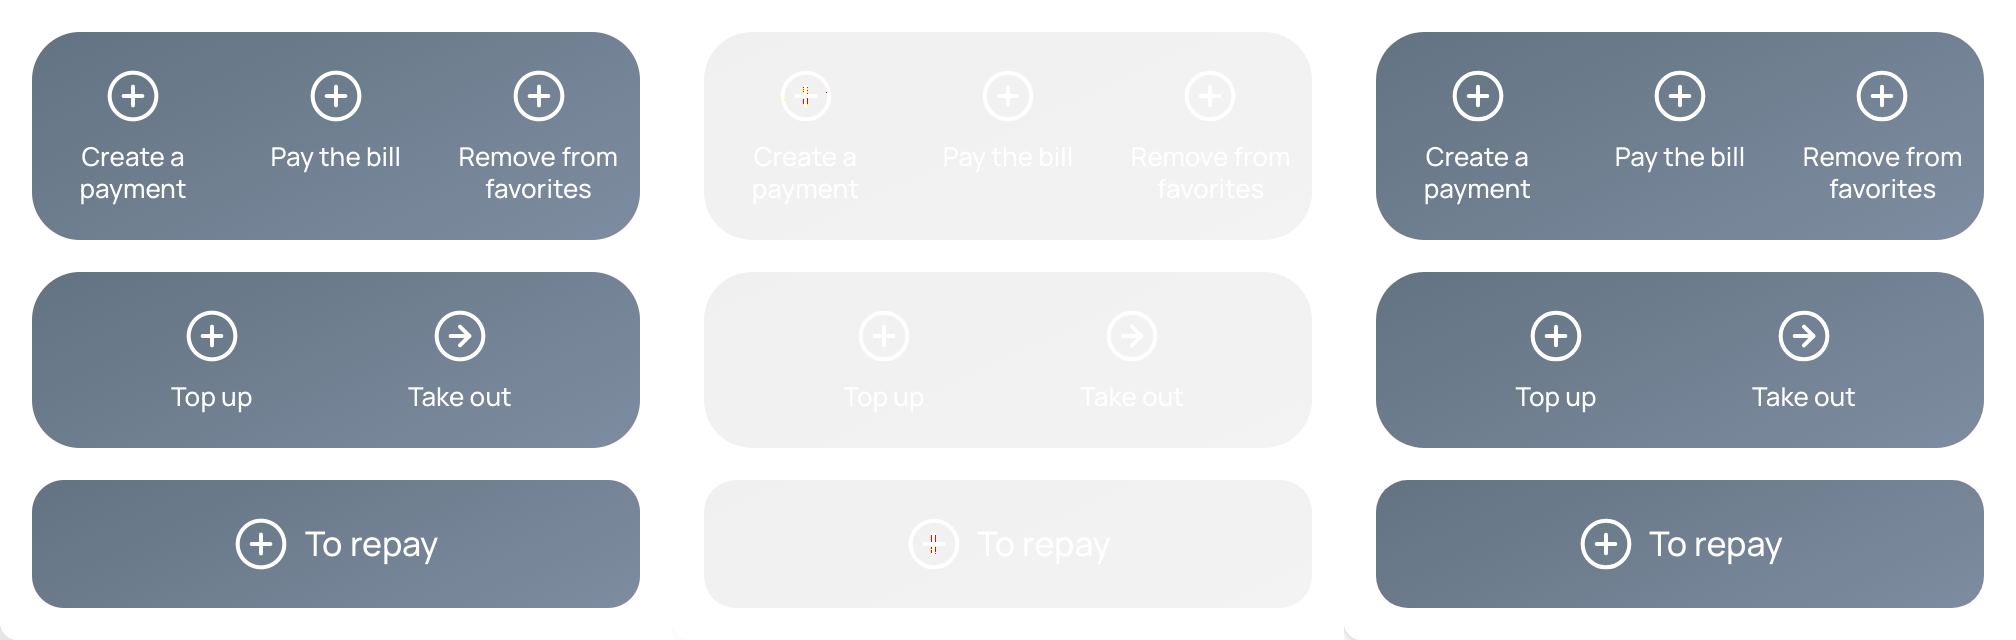 Create a
payment
Pay the bill
Remove from
favorites
Top up
Take out
To repay
Create a
payment
Pay the bill
Remove from
favorites
Top up
Take out
To repay
Create a
payment
Pay the bill
Remove from
favorites
Top up
Take out
To repay